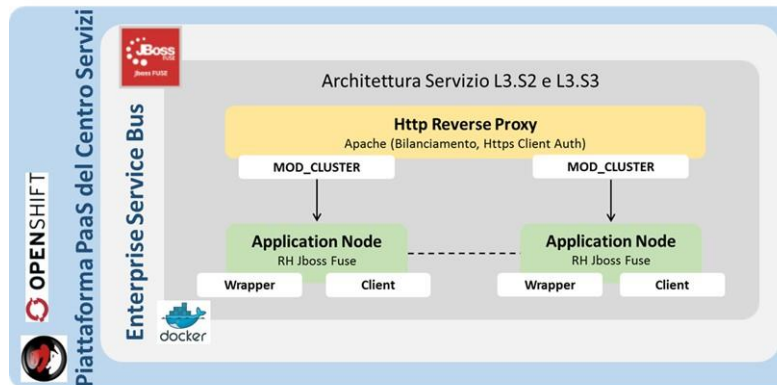 OPENSHIFT
Piattaforma PaaS del Centro Servizi
Enterprise Service Bus
JBoss
FUSE
Jboss FUSE
Architettura Servizio L3.S2 e L3.S3
Http Reverse Proxy
Apache (Bilanciamento, Https Client Auth)
MOD_CLUSTER
MOD_CLUSTER
Application Node
RH Jboss Fuse
Wrapper
Client
Application Node
RH Jboss Fuse
Wrapper
Client
docker